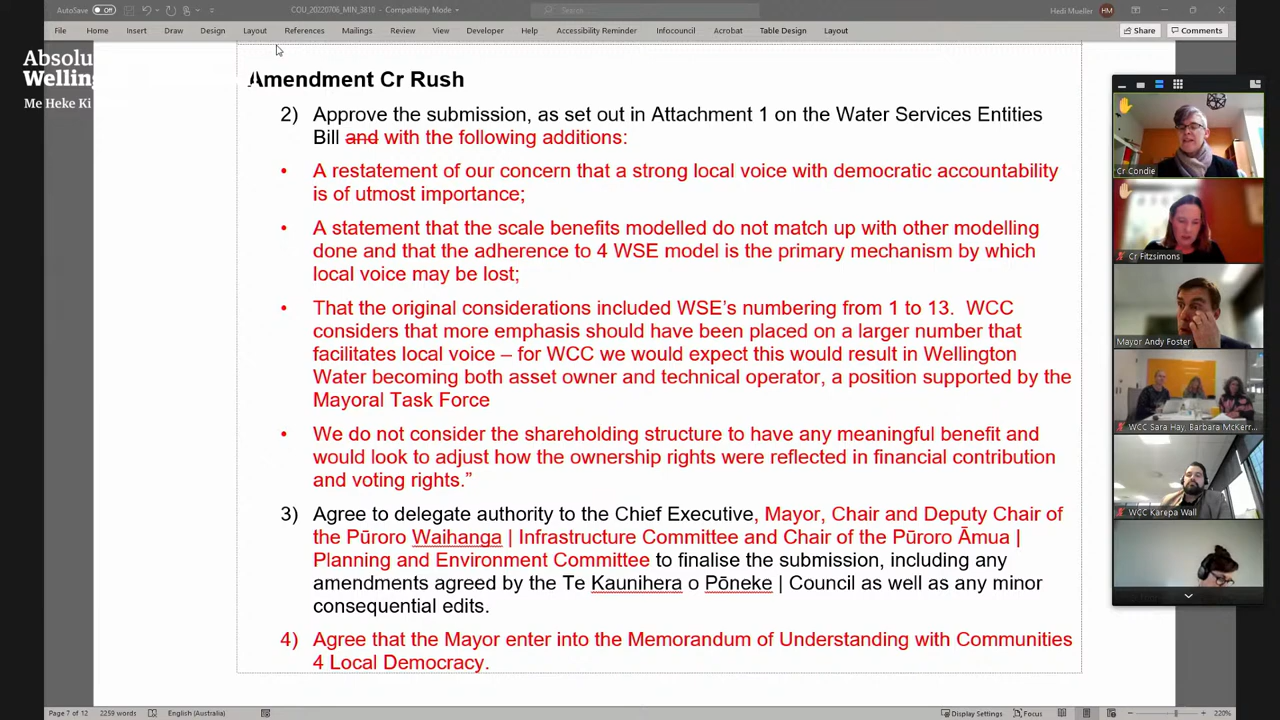 AutoSave Off
COU_20220706_MIN_3810 - Compatibility Mode
Search
Hedi Mueller HM
File Home Insert Draw Design Layout References Mailings Review View Developer Help Accessibility Reminder Infocouncil Acrobat Table Design Layout
Share Comments
Absolu
Welling
Me Heke Ki
Amendment Cr Rush
2) Approve the submission, as set out in Attachment 1 on the Water Services Entities
Bill and with the following additions:
• A restatement of our concern that a strong local voice with democratic accountability
is of utmost importance;
• A statement that the scale benefits modelled do not match up with other modelling
done and that the adherence to 4 WSE model is the primary mechanism by which
local voice may be lost;
• That the original considerations included WSE's numbering from 1 to 13. WCC
considers that more emphasis should have been placed on a larger number that
facilitates local voice – for WCC we would expect this would result in Wellington
Water becoming both asset owner and technical operator, a position supported by the
Mayoral Task Force
• We do not consider the shareholding structure to have any meaningful benefit and
would look to adjust how the ownership rights were reflected in financial contribution
and voting rights.”
3) Agree to delegate authority to the Chief Executive, Mayor, Chair and Deputy Chair of
the Pūroro Waihanga | Infrastructure Committee and Chair of the Pūroro Āmua |
Planning and Environment Committee to finalise the submission, including any
amendments agreed by the Te Kaunihera o Pōneke | Council as well as any minor
consequential edits.
4) Agree that the Mayor enter into the Memorandum of Understanding with Communities
4 Local Democracy.
Cr Condie
Cr Fitzsimons
Mayor Andy Foster
WCC Sara Hay, Barbara McKerr...
WCC Karepa Wall
Page 7 of 12 2259 words English (Australia)
Display Settings Focus 220%